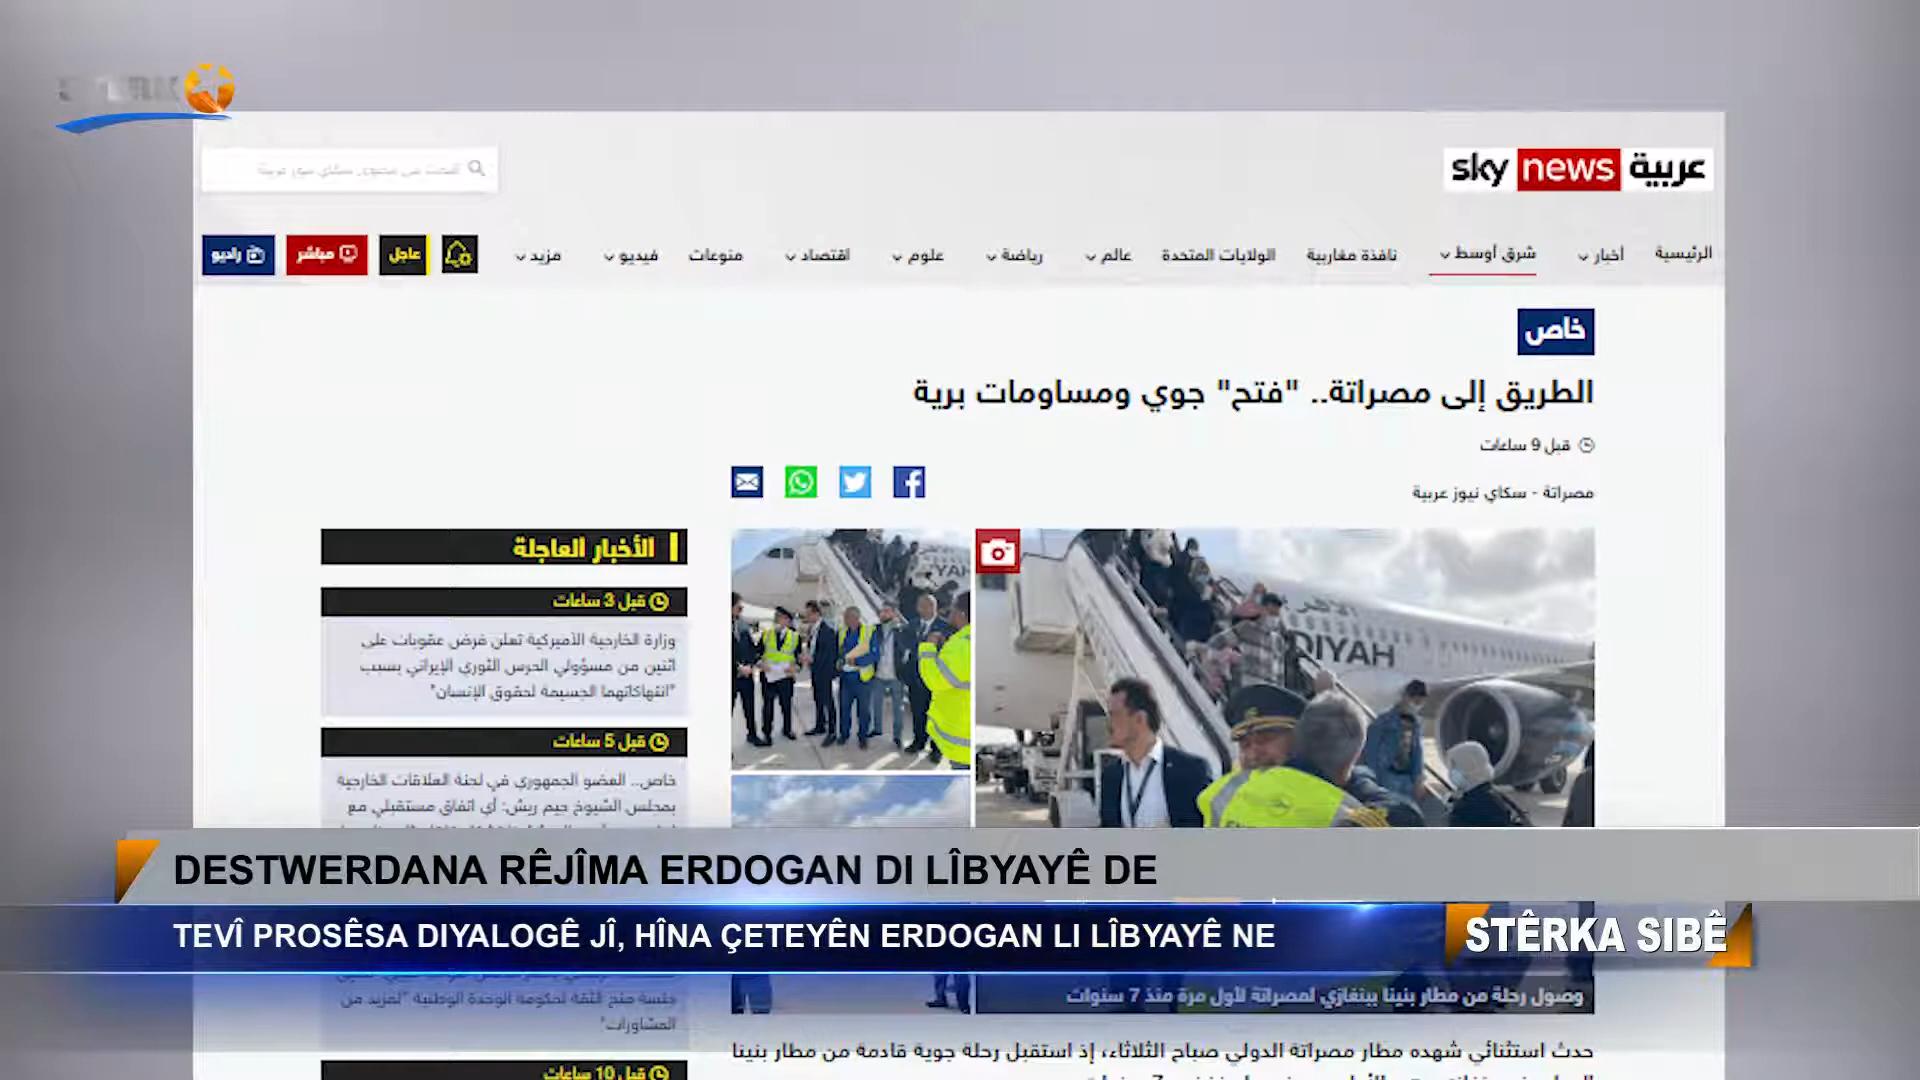 sky news عربية
الرئيسية أخبار شرق أوسط نافذة مغاربية الولايات المتحدة عالم رياضة علوم اقتصاد منوعات فيديو مزيد عاجل مباشر راديو
خاص
الطريق إلى مصراتة.. "فتح" جوي ومساومات برية
قبل 9 ساعات
مصراتة - سكاي نيوز عربية
DIYAH
YAH
وصول رحلة من مطار بنينا ببنغازي لمصراتة لأول مرة منذ 7 سنوات
حدث استثنائي شهده مطار مصراتة الدولي صباح الثلاثاء، إذ استقبل رحلة جوية قادمة من مطار بنينا
الأخبار العاجلة
قبل 3 ساعات
وزارة الخارجية الأميركية تعلن فرض عقوبات على
اثنين من مسؤولي الحرس الثوري الإيراني بسبب
"انتهاكاتهما الجسيمة لحقوق الإنسان"
قبل 5 ساعات
خاص.. العضو الجمهوري في لجنة العلاقات الخارجية
بمجلس الشيوخ جيم ريش: أي اتفاق مستقبلي مع
جلسة منح الثقة لحكومة الوحدة الوطنية "لمزيد من
المشاورات"
قبل 10 ساعات
DESTWERDANA RÊJÎMA ERDOGAN DI LÎBYAYÊ DE
TEVÎ PROSÊSA DIYALOGÊ JÎ, HÎNA ÇETEYÊN ERDOGAN LI LÎBYAYÊ NE
STÊRKA SIBÊ